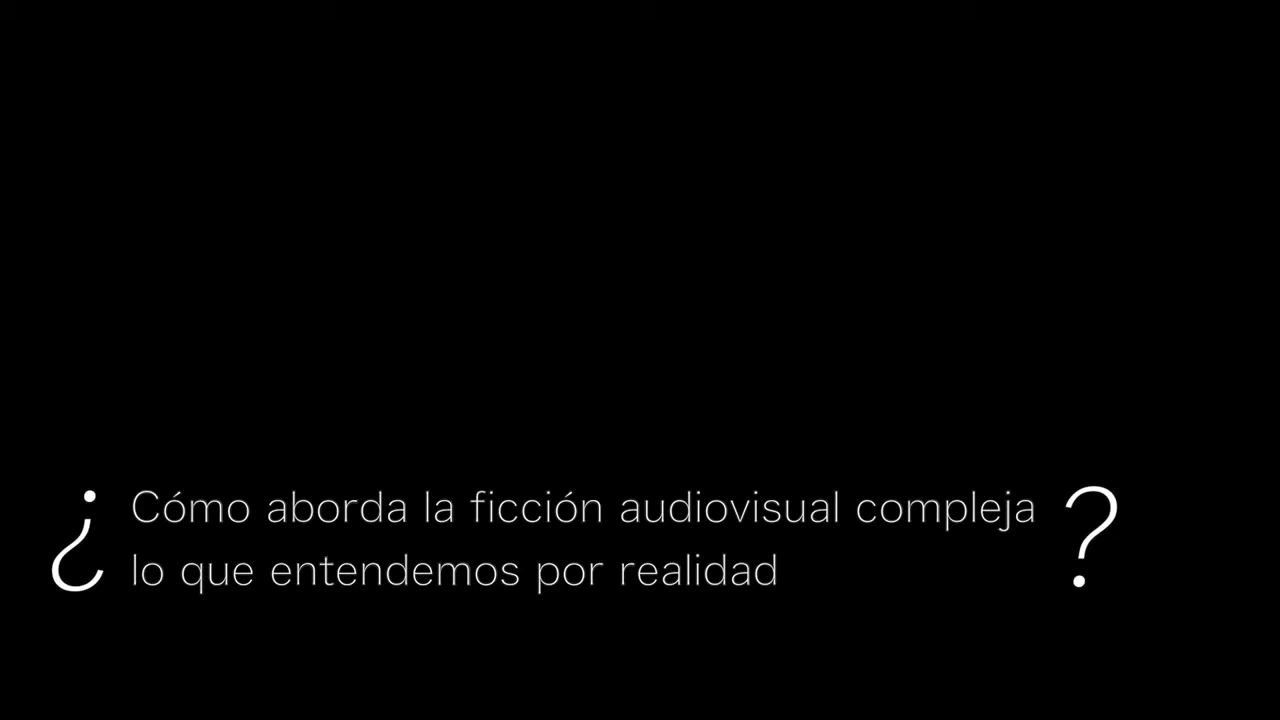 ¿Cómo aborda la ficción audiovisual compleja
lo que entendemos por realidad?